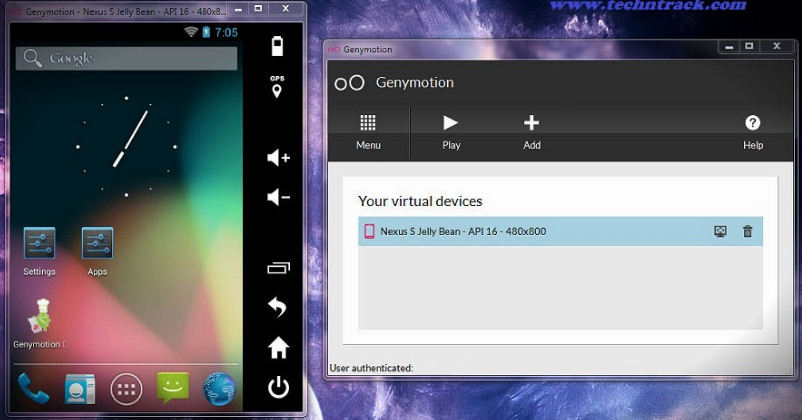 Genymotion - Nexus S Jelly Bean - API 16 - 480x8...
7:05
Google
GPS
Settings
Apps
Genymotion
www.techntrack.com
Genymotion
Genymotion
Menu
Play
Add
Help
Your virtual devices
Nexus S Jelly Bean - API 16 - 480x800
User authenticated: